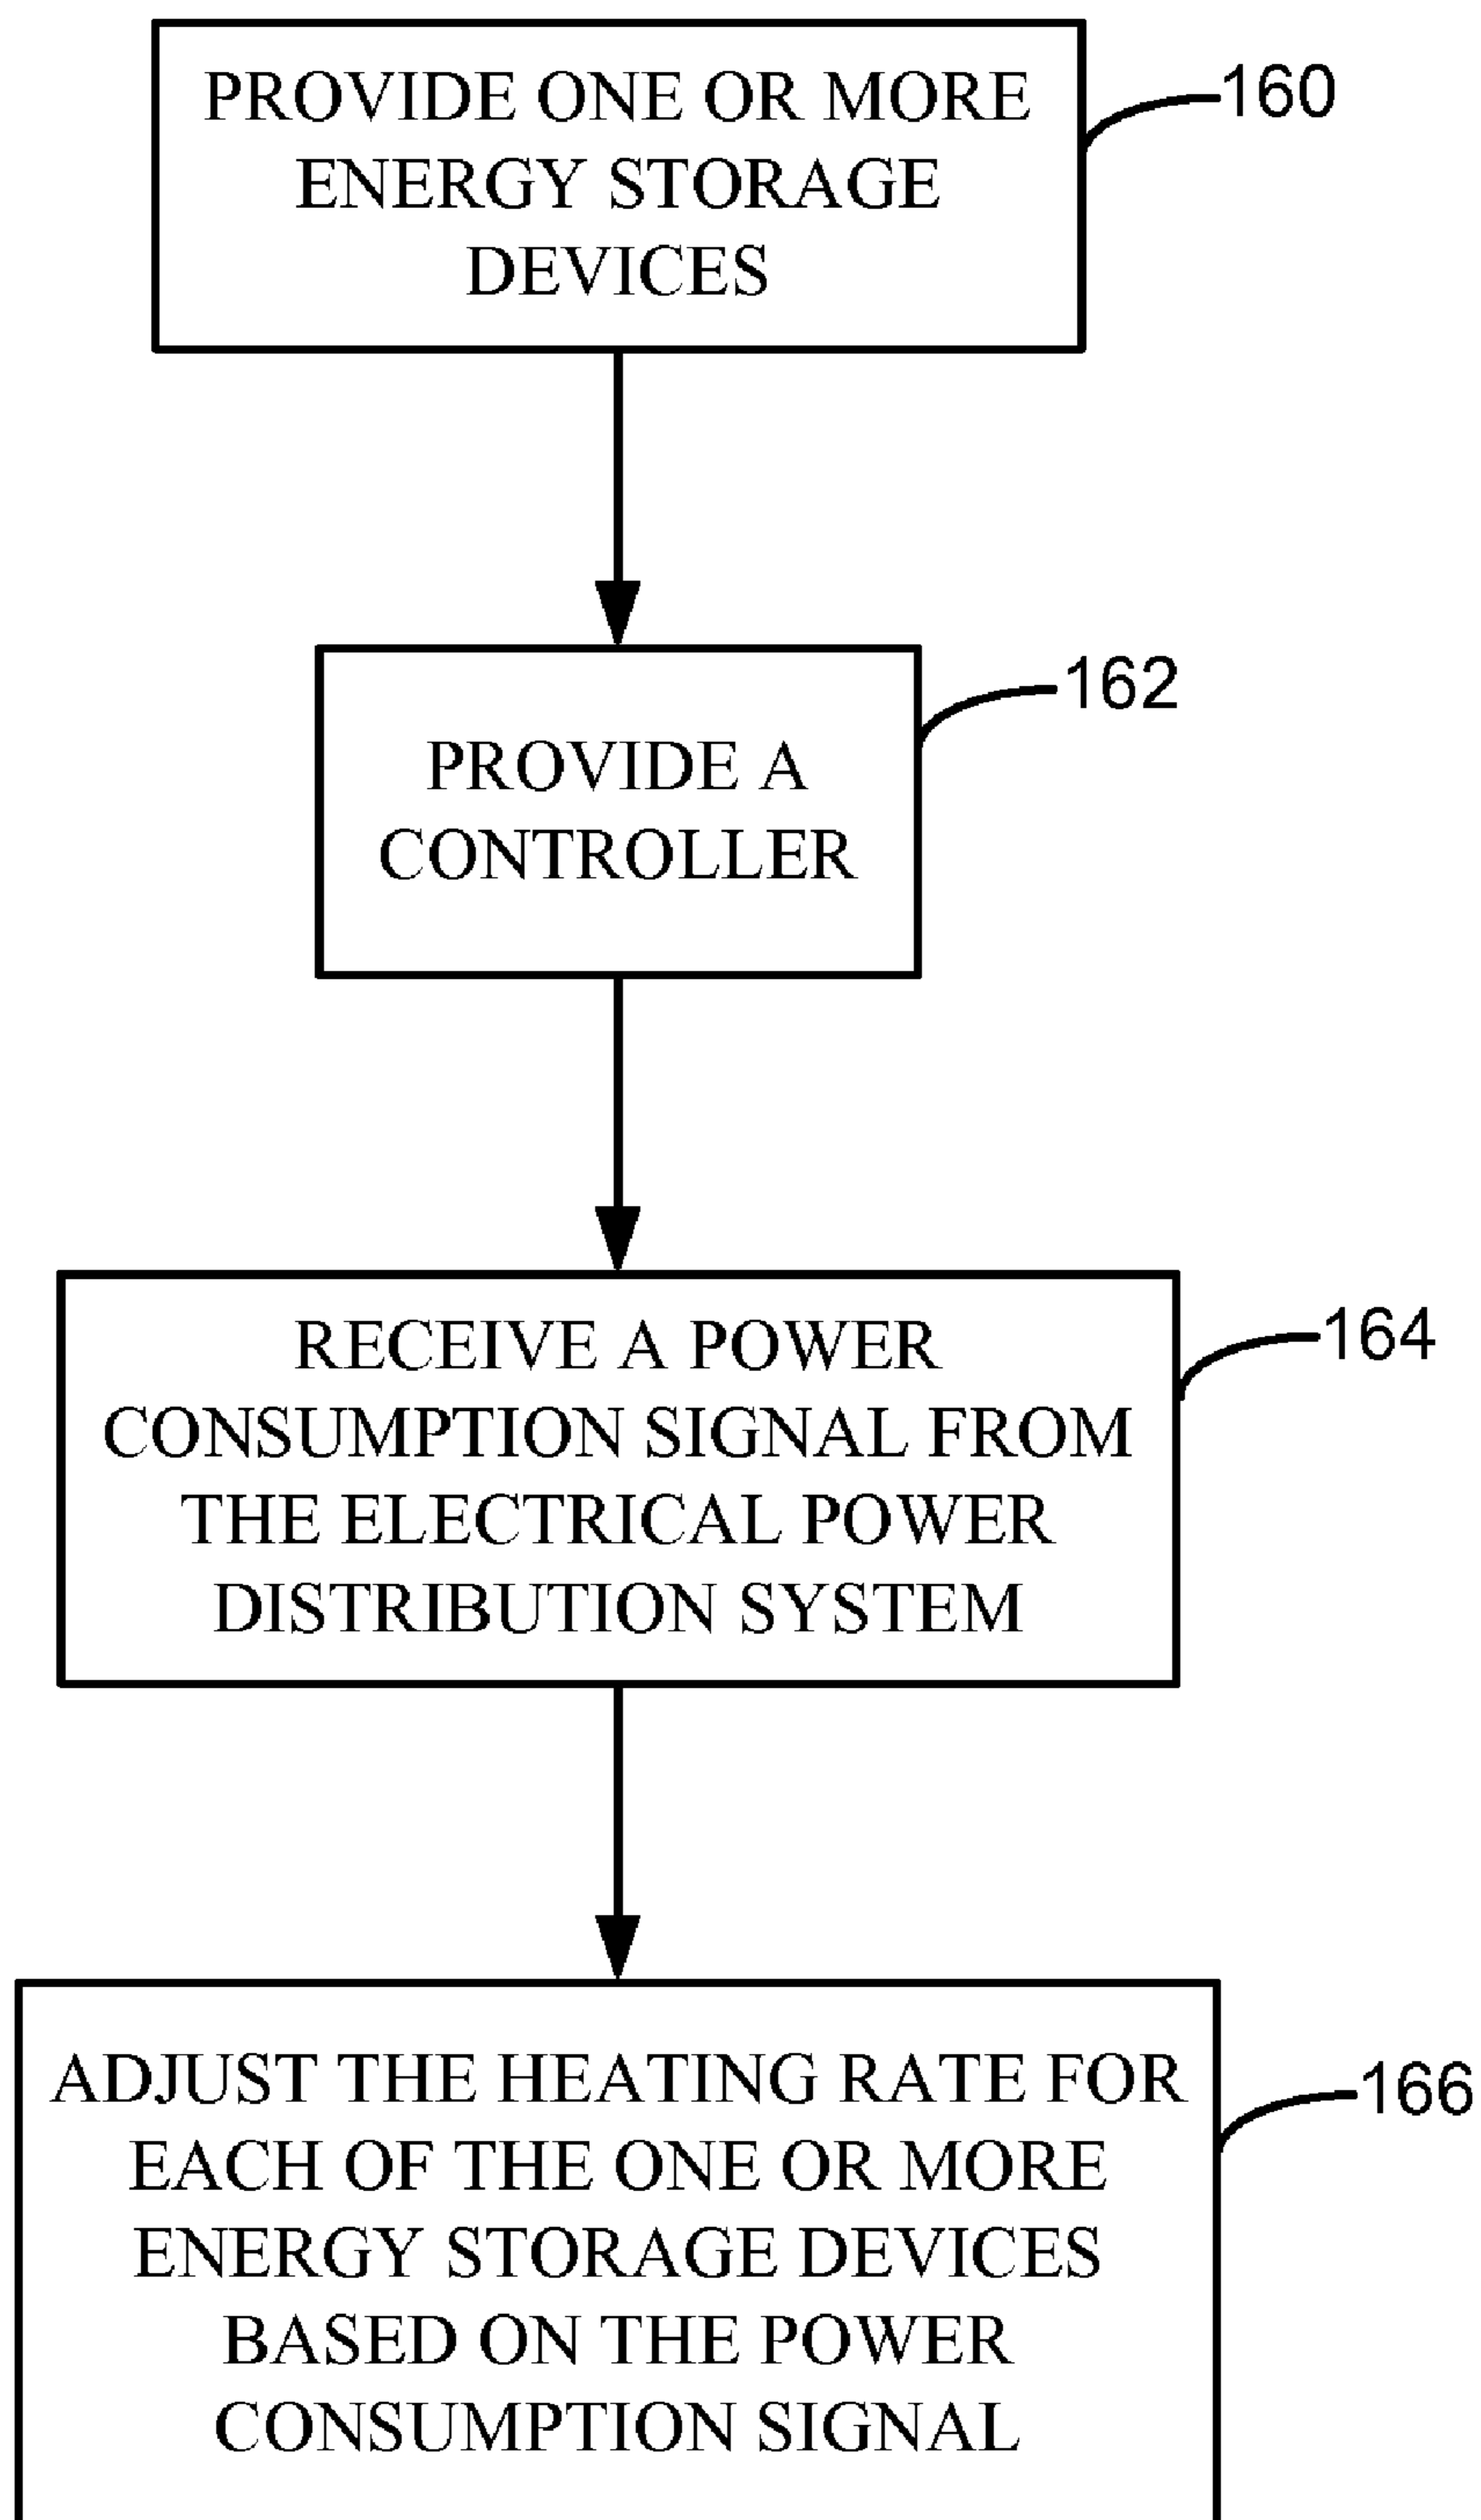 PROVIDE ONE OR MORE
ENERGY STORAGE
DEVICES
160
PROVIDE A
CONTROLLER
162
RECEIVE A POWER
CONSUMPTION SIGNAL FROM
THE ELECTRICAL POWER
DISTRIBUTION SYSTEM
164
ADJUST THE HEATING RATE FOR
EACH OF THE ONE OR MORE
ENERGY STORAGE DEVICES
BASED ON THE POWER
CONSUMPTION SIGNAL
166